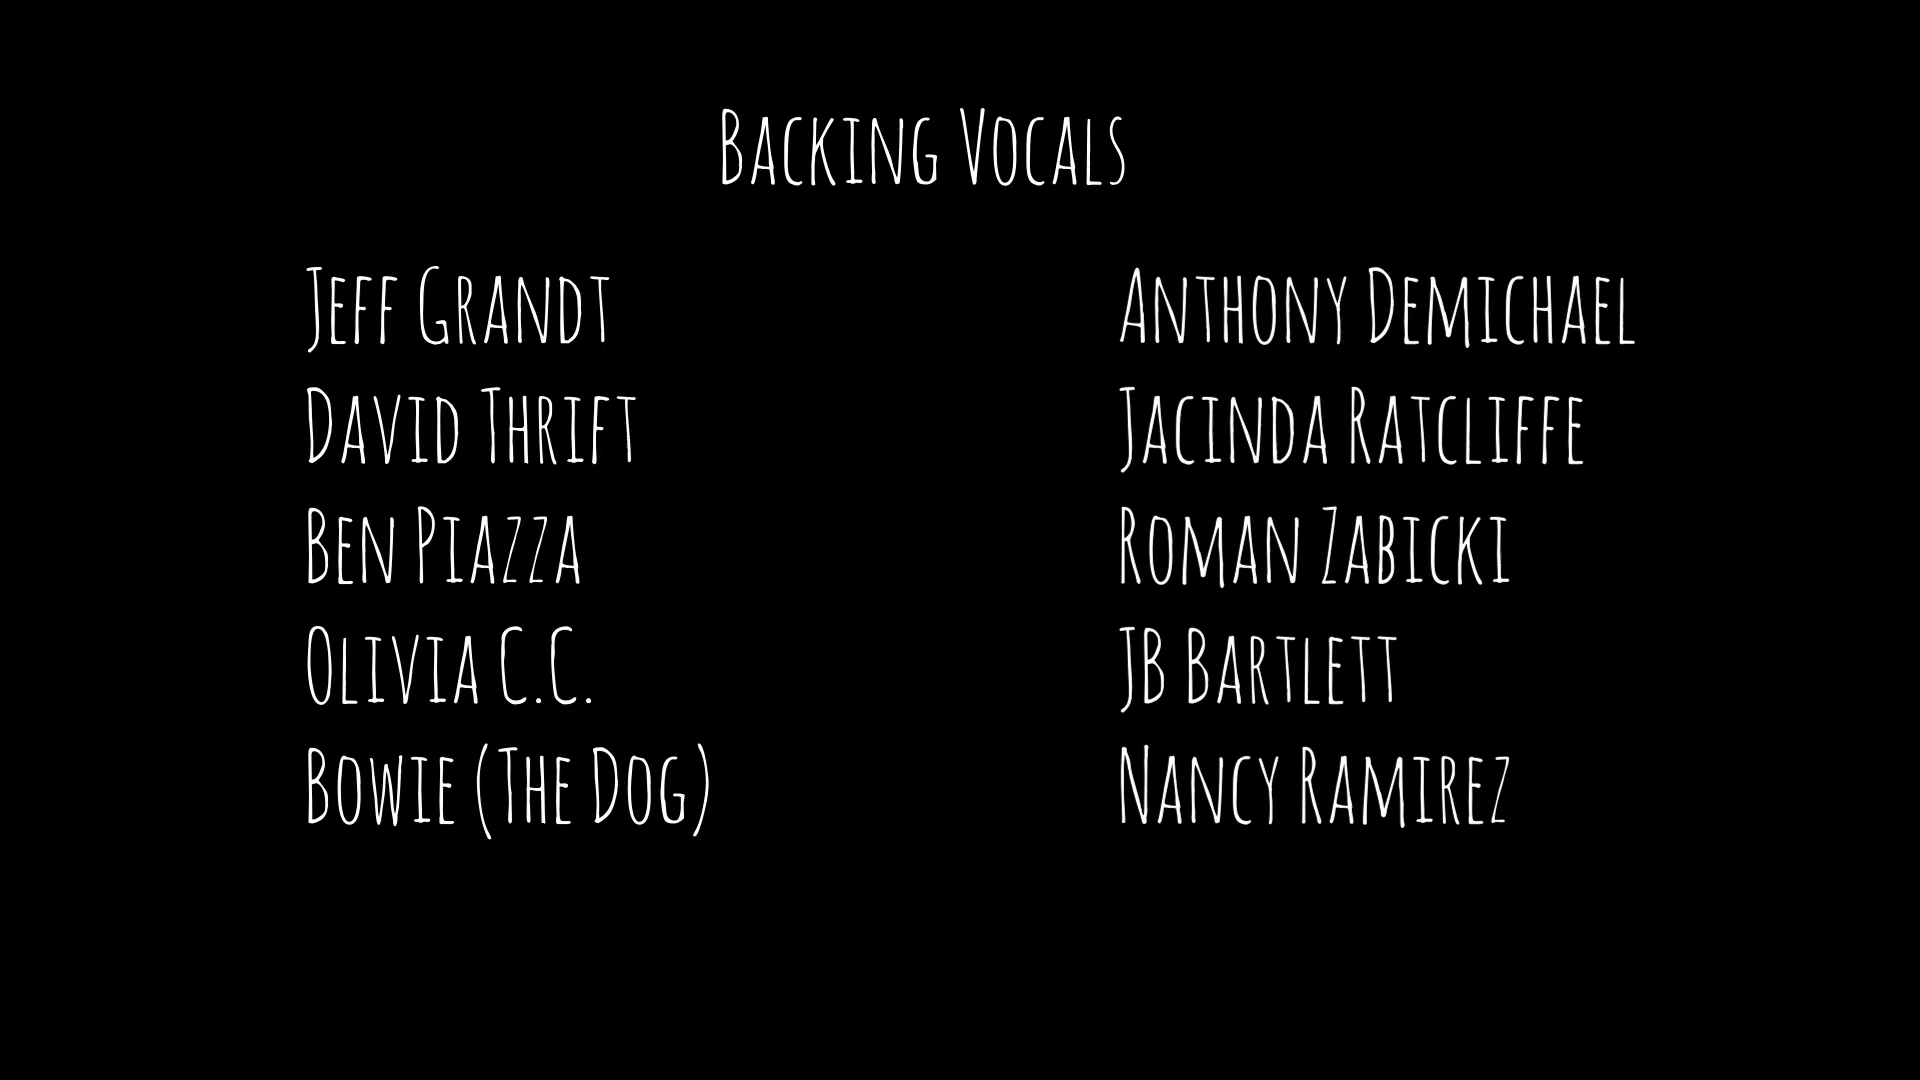 Backing Vocals
Jeff Grandt
David Thrift
Ben Piazza
Olivia C.C.
Bowie (The Dog)
Anthony Demichael
Jacinda Ratcliffe
Roman Zabicki
JB Bartlett
Nancy Ramirez